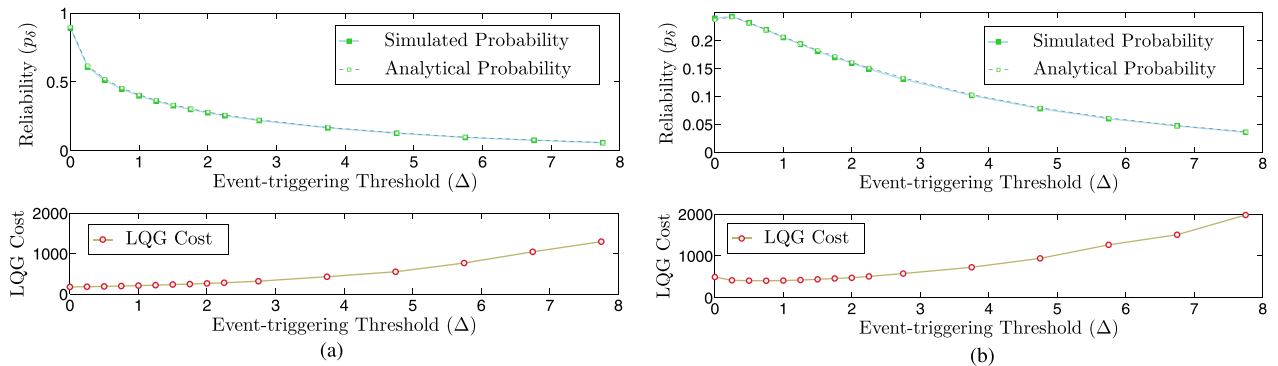 1
0.5
0
Reliability (pδ)
Simulated Probability
Analytical Probability
0 1 2 3 4 5 6 7 8
Event-triggering Threshold (Δ)
2000
1000
0
LQG Cost
LQG Cost
0 1 2 3 4 5 6 7 8
Event-triggering Threshold (Δ)
(a)
0.2
0.15
0.1
0.05
0
Reliability (pδ)
Simulated Probability
Analytical Probability
0 1 2 3 4 5 6 7 8
Event-triggering Threshold (Δ)
2000
1000
0
LQG Cost
LQG Cost
0 1 2 3 4 5 6 7 8
Event-triggering Threshold (Δ)
(b)